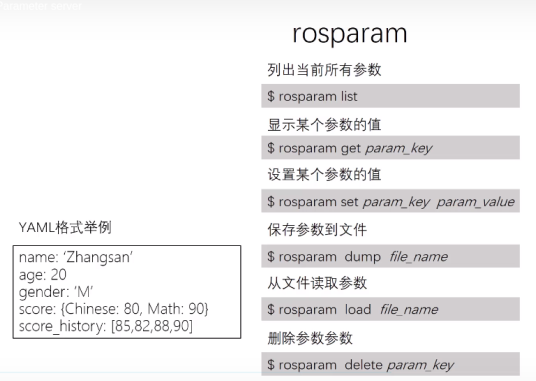 rosparam
列出当前所有参数
$ rosparam list
显示某个参数的值
$ rosparam get param_key
设置某个参数的值
$ rosparam set param_key param_value
保存参数到文件
$ rosparam dump file_name
从文件读取参数
$ rosparam load file_name
删除参数参数
$ rosparam delete param_key
YAML格式举例
name: ‘Zhangsan’
age: 20
gender: ‘M’
score: {Chinese: 80, Math: 90}
score_history: [85,82,88,90]